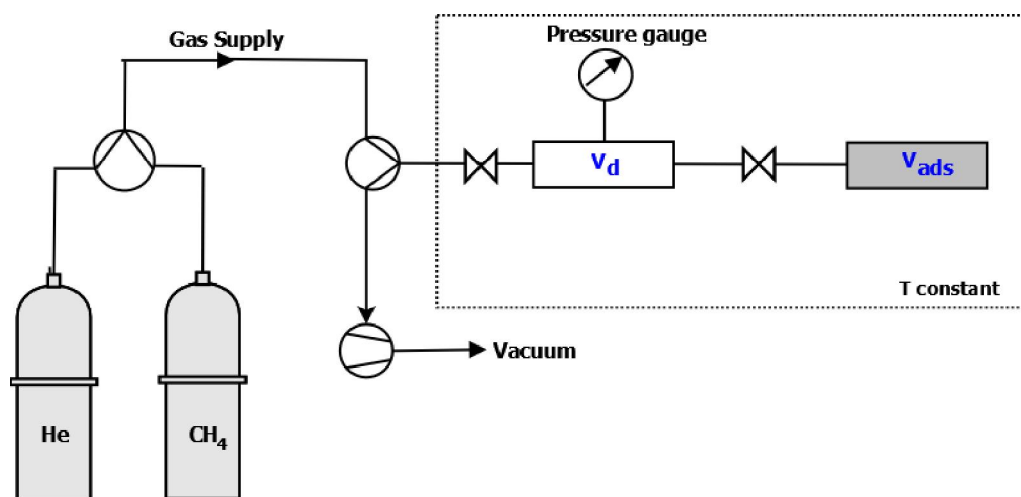 Gas Supply
Pressure gauge
Vd
Vads
T constant
Vacuum
He
CH4